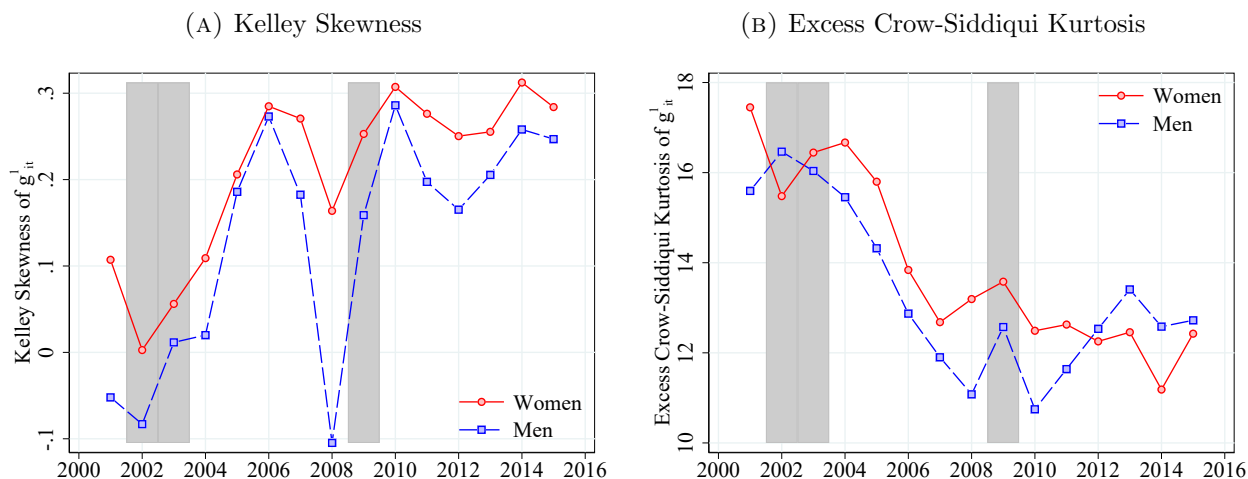 (A) Kelley Skewness
Kelley Skewness of g¹ᵢₜ
.3
.2
.1
0
-.1
2000 2002 2004 2006 2008 2010 2012 2014 2016
Women
Men
(B) Excess Crow-Siddiqui Kurtosis
Excess Crow-Siddiqui Kurtosis of g¹ᵢₜ
18
16
14
12
10
2000 2002 2004 2006 2008 2010 2012 2014 2016
Women
Men